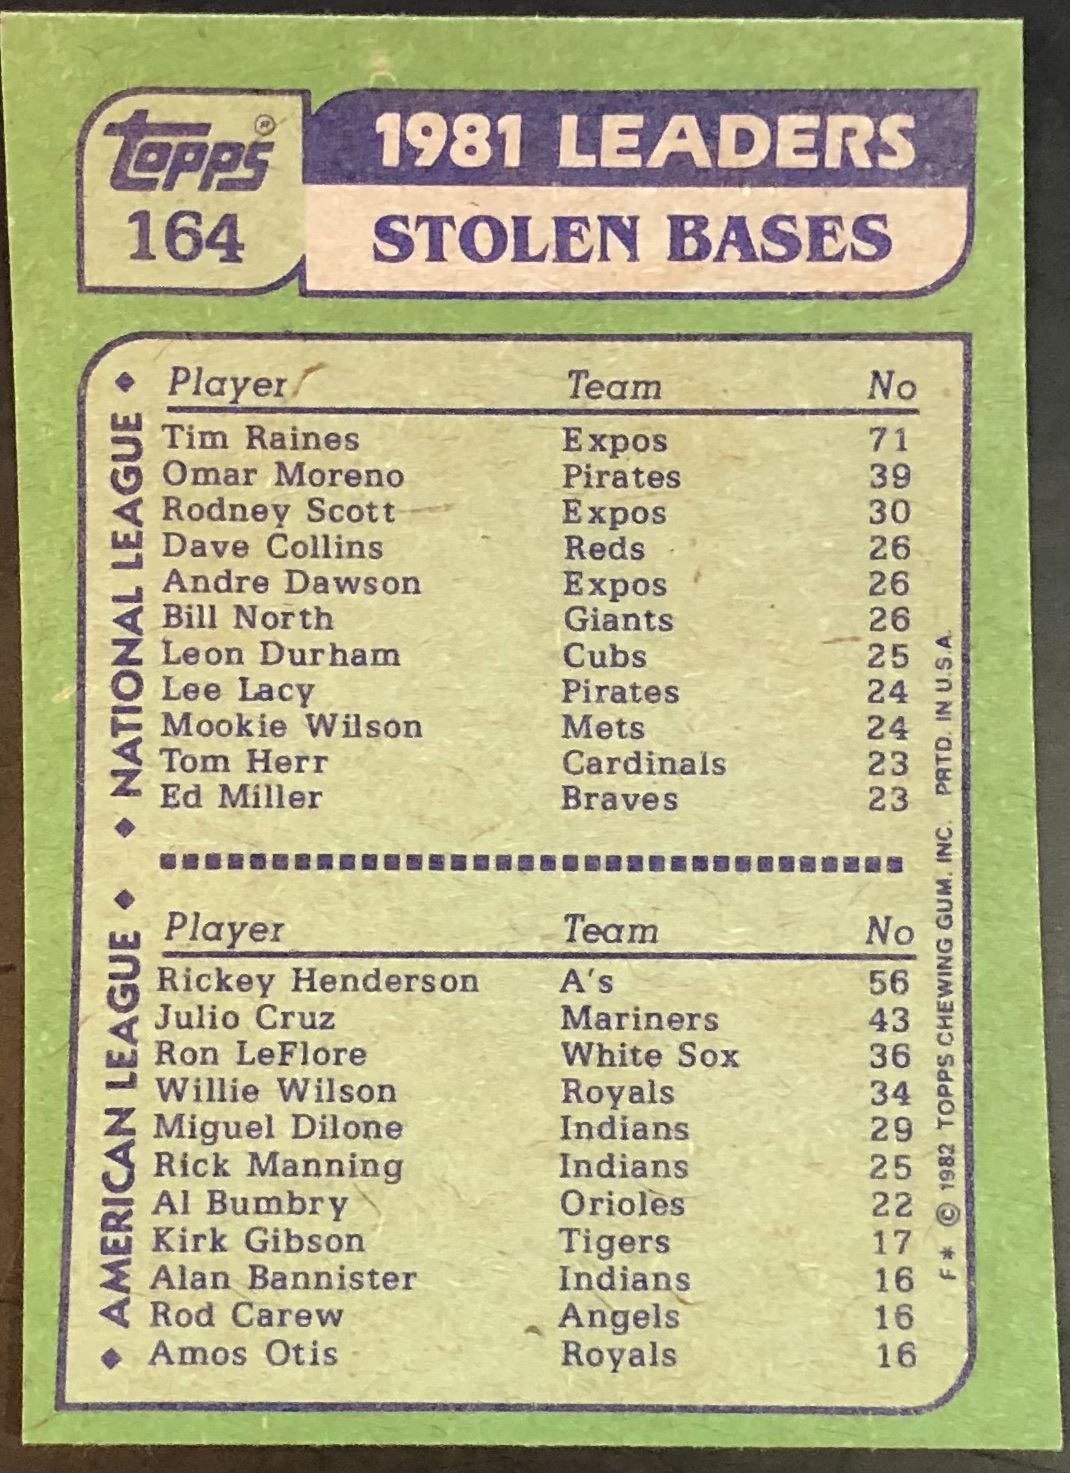 topps®
164
1981 LEADERS
STOLEN BASES
NATIONAL LEAGUE
Player Team No
Tim Raines Expos 71
Omar Moreno Pirates 39
Rodney Scott Expos 30
Dave Collins Reds 26
Andre Dawson Expos 26
Bill North Giants 26
Leon Durham Cubs 25
Lee Lacy Pirates 24
Mookie Wilson Mets 24
Tom Herr Cardinals 23
Ed Miller Braves 23
AMERICAN LEAGUE
Player Team No
Rickey Henderson A's 56
Julio Cruz Mariners 43
Ron LeFlore White Sox 36
Willie Wilson Royals 34
Miguel Dilone Indians 29
Rick Manning Indians 25
Al Bumbry Orioles 22
Kirk Gibson Tigers 17
Alan Bannister Indians 16
Rod Carew Angels 16
Amos Otis Royals 16
F* © 1982 TOPPS CHEWING GUM, INC. PRTD. IN U.S.A.